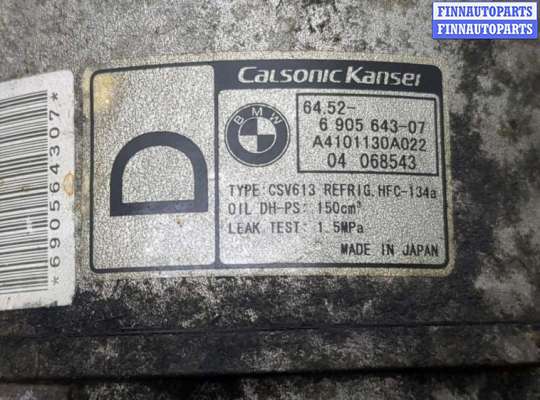 FINNAUTOPARTS
FINNAUTOPARTS
*690564307*
D
Calsonic Kansei
BMW
64.52-
6 905 643-07
A4101130A022
04 068543
TYPE CSV613 REFRIG.HFC-134a
OIL DH-PS: 150cm³
LEAK TEST: 1.5MPa
MADE IN JAPAN